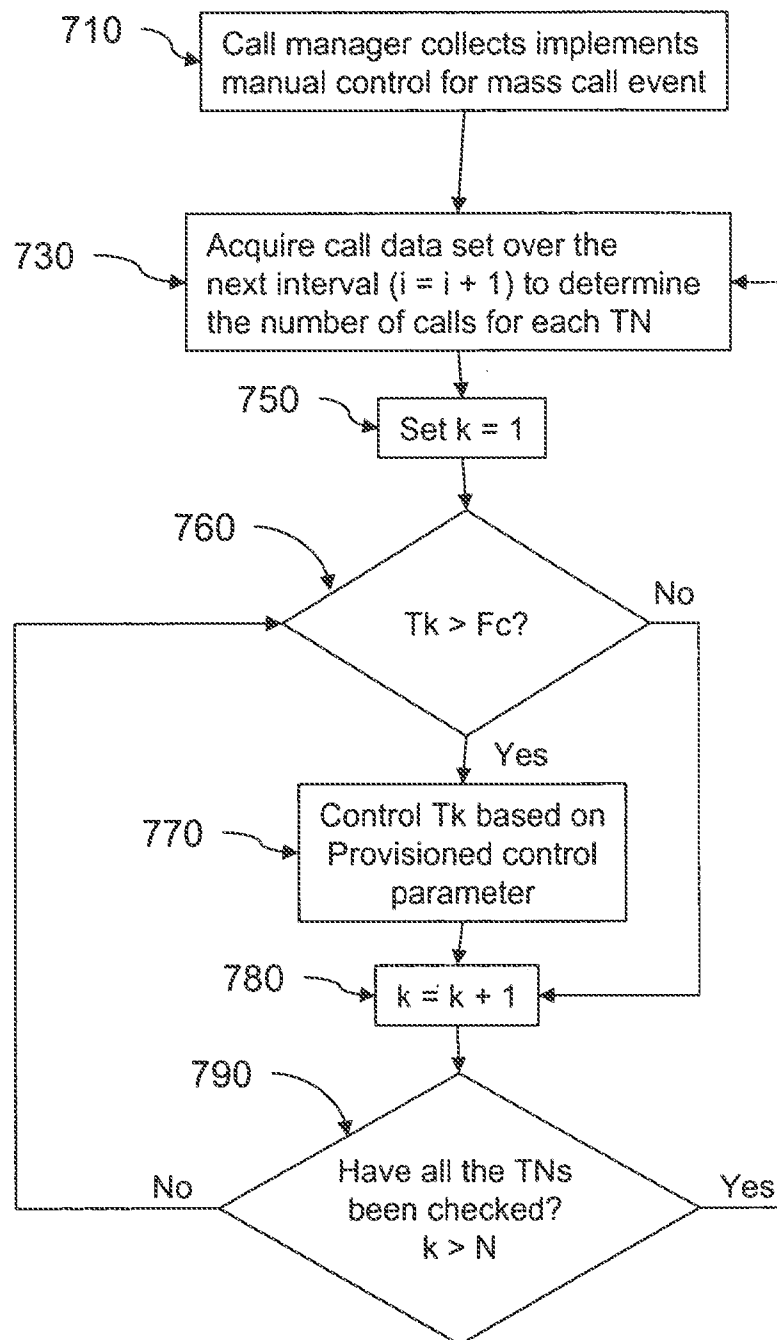 710
Call manager collects implements
manual control for mass call event
730
Acquire call data set over the
next interval (i = i + 1) to determine
the number of calls for each TN
750
Set k = 1
760
Tk > Fc?
No
Yes
770
Control Tk based on
Provisioned control
parameter
780
k = k + 1
790
Have all the TNs
been checked?
k > N
No
Yes